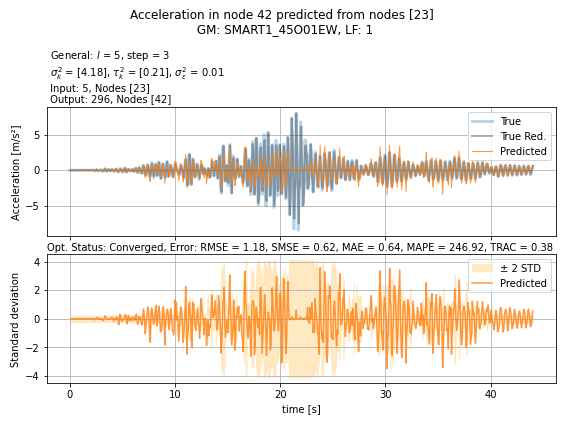 Acceleration in node 42 predicted from nodes [23]
GM: SMART1_45O01EW, LF: 1
General: l = 5, step = 3
σ²ₖ = [4.18], τ²ₖ = [0.21], σ²ε = 0.01
Input: 5, Nodes [23]
Output: 296, Nodes [42]
Acceleration [m/s²]
5
0
−5
True
True Red.
Predicted
Opt. Status: Converged, Error: RMSE = 1.18, SMSE = 0.62, MAE = 0.64, MAPE = 246.92, TRAC = 0.38
Standard deviation
4
2
0
−2
−4
± 2 STD
Predicted
0 10 20 30 40
time [s]